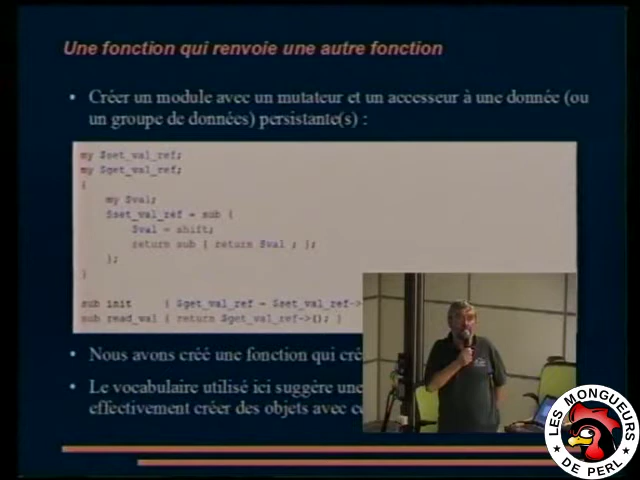 Une fonction qui renvoie une autre fonction
• Créer un module avec un mutateur et un accesseur à une donnée (ou
un groupe de données) persistante(s) :
my $set_val_ref;
my $get_val_ref;
{
my $val;
$set_val_ref = sub {
$val = shift;
return sub { return $val ; };
};
}
sub init { $get_val_ref = $set_val_ref->
sub read_val { return $get_val_ref->(); }
• Nous avons créé une fonction qui cré
• Le vocabulaire utilisé ici suggère une
effectivement créer des objets avec ce
LES MONGUEURS
★ DE PERL ★